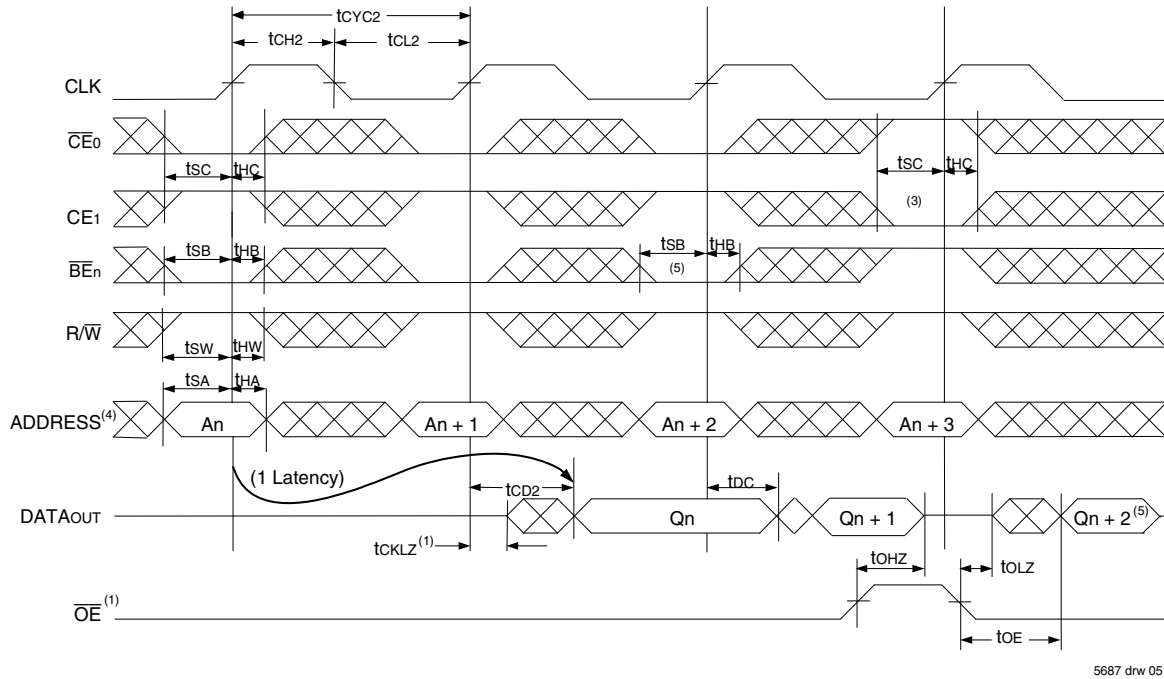 tCYC2
tCH2 tCL2
CLK
CE0
tSC tHC tSC tHC
CE1 (3)
tSB tHB tSB tHB
BEn (5)
R/W
tSW tHW
tSA tHA
ADDRESS(4) An An + 1 An + 2 An + 3
(1 Latency) tCD2 tDC
DATAOUT Qn Qn + 1 Qn + 2(5)
tCKLZ(1)
tOHZ tOLZ
OE(1)
tOE
5687 drw 05